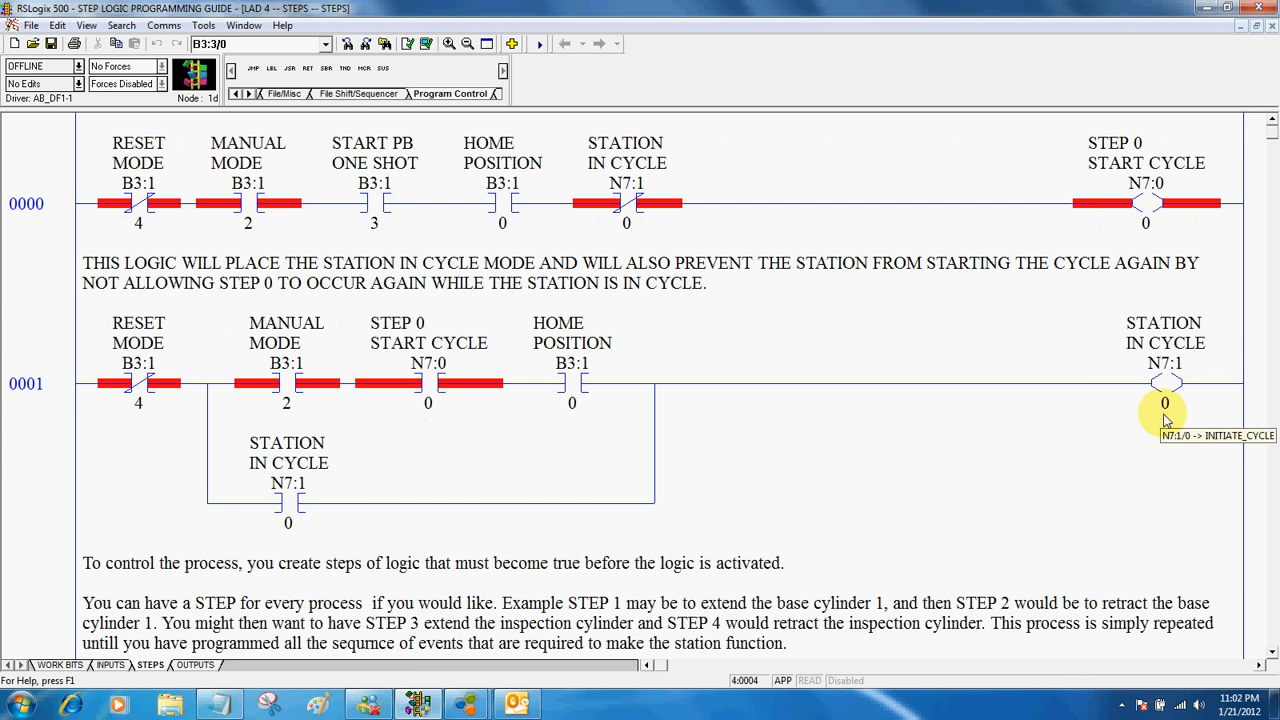 RSLogix 500 - STEP LOGIC PROGRAMMING GUIDE - [LAD 4 -- STEPS -- STEPS]
File Edit View Search Comms Tools Window Help
B3:3/0
OFFLINE No Forces
No Edits Forces Disabled
Driver: AB_DF1-1 Node : 1d
JMP LBL JSR RET SBR TND MCR SUS
File/Misc File Shift/Sequencer Program Control
RESET MANUAL START PB HOME STATION STEP 0
MODE MODE ONE SHOT POSITION IN CYCLE START CYCLE
B3:1 B3:1 B3:1 B3:1 N7:1 N7:0
0000
4 2 3 0 0 0
THIS LOGIC WILL PLACE THE STATION IN CYCLE MODE AND WILL ALSO PREVENT THE STATION FROM STARTING THE CYCLE AGAIN BY
NOT ALLOWING STEP 0 TO OCCUR AGAIN WHILE THE STATION IS IN CYCLE.
RESET MANUAL STEP 0 HOME STATION
MODE MODE START CYCLE POSITION IN CYCLE
B3:1 B3:1 N7:0 B3:1 N7:1
0001
4 2 0 0 0
N7:1/0 -> INITIATE_CYCLE
STATION
IN CYCLE
N7:1
0
To control the process, you create steps of logic that must become true before the logic is activated.
You can have a STEP for every process if you would like. Example STEP 1 may be to extend the base cylinder 1, and then STEP 2 would be to retract the base
cylinder 1. You might then want to have STEP 3 extend the inspection cylinder and STEP 4 would retract the inspection cylinder. This process is simply repeated
untill you have programmed all the sequrnce of events that are required to make the station function.
WORK BITS INPUTS STEPS OUTPUTS
For Help, press F1 4:0004 APP READ Disabled
11:02 PM
1/21/2012